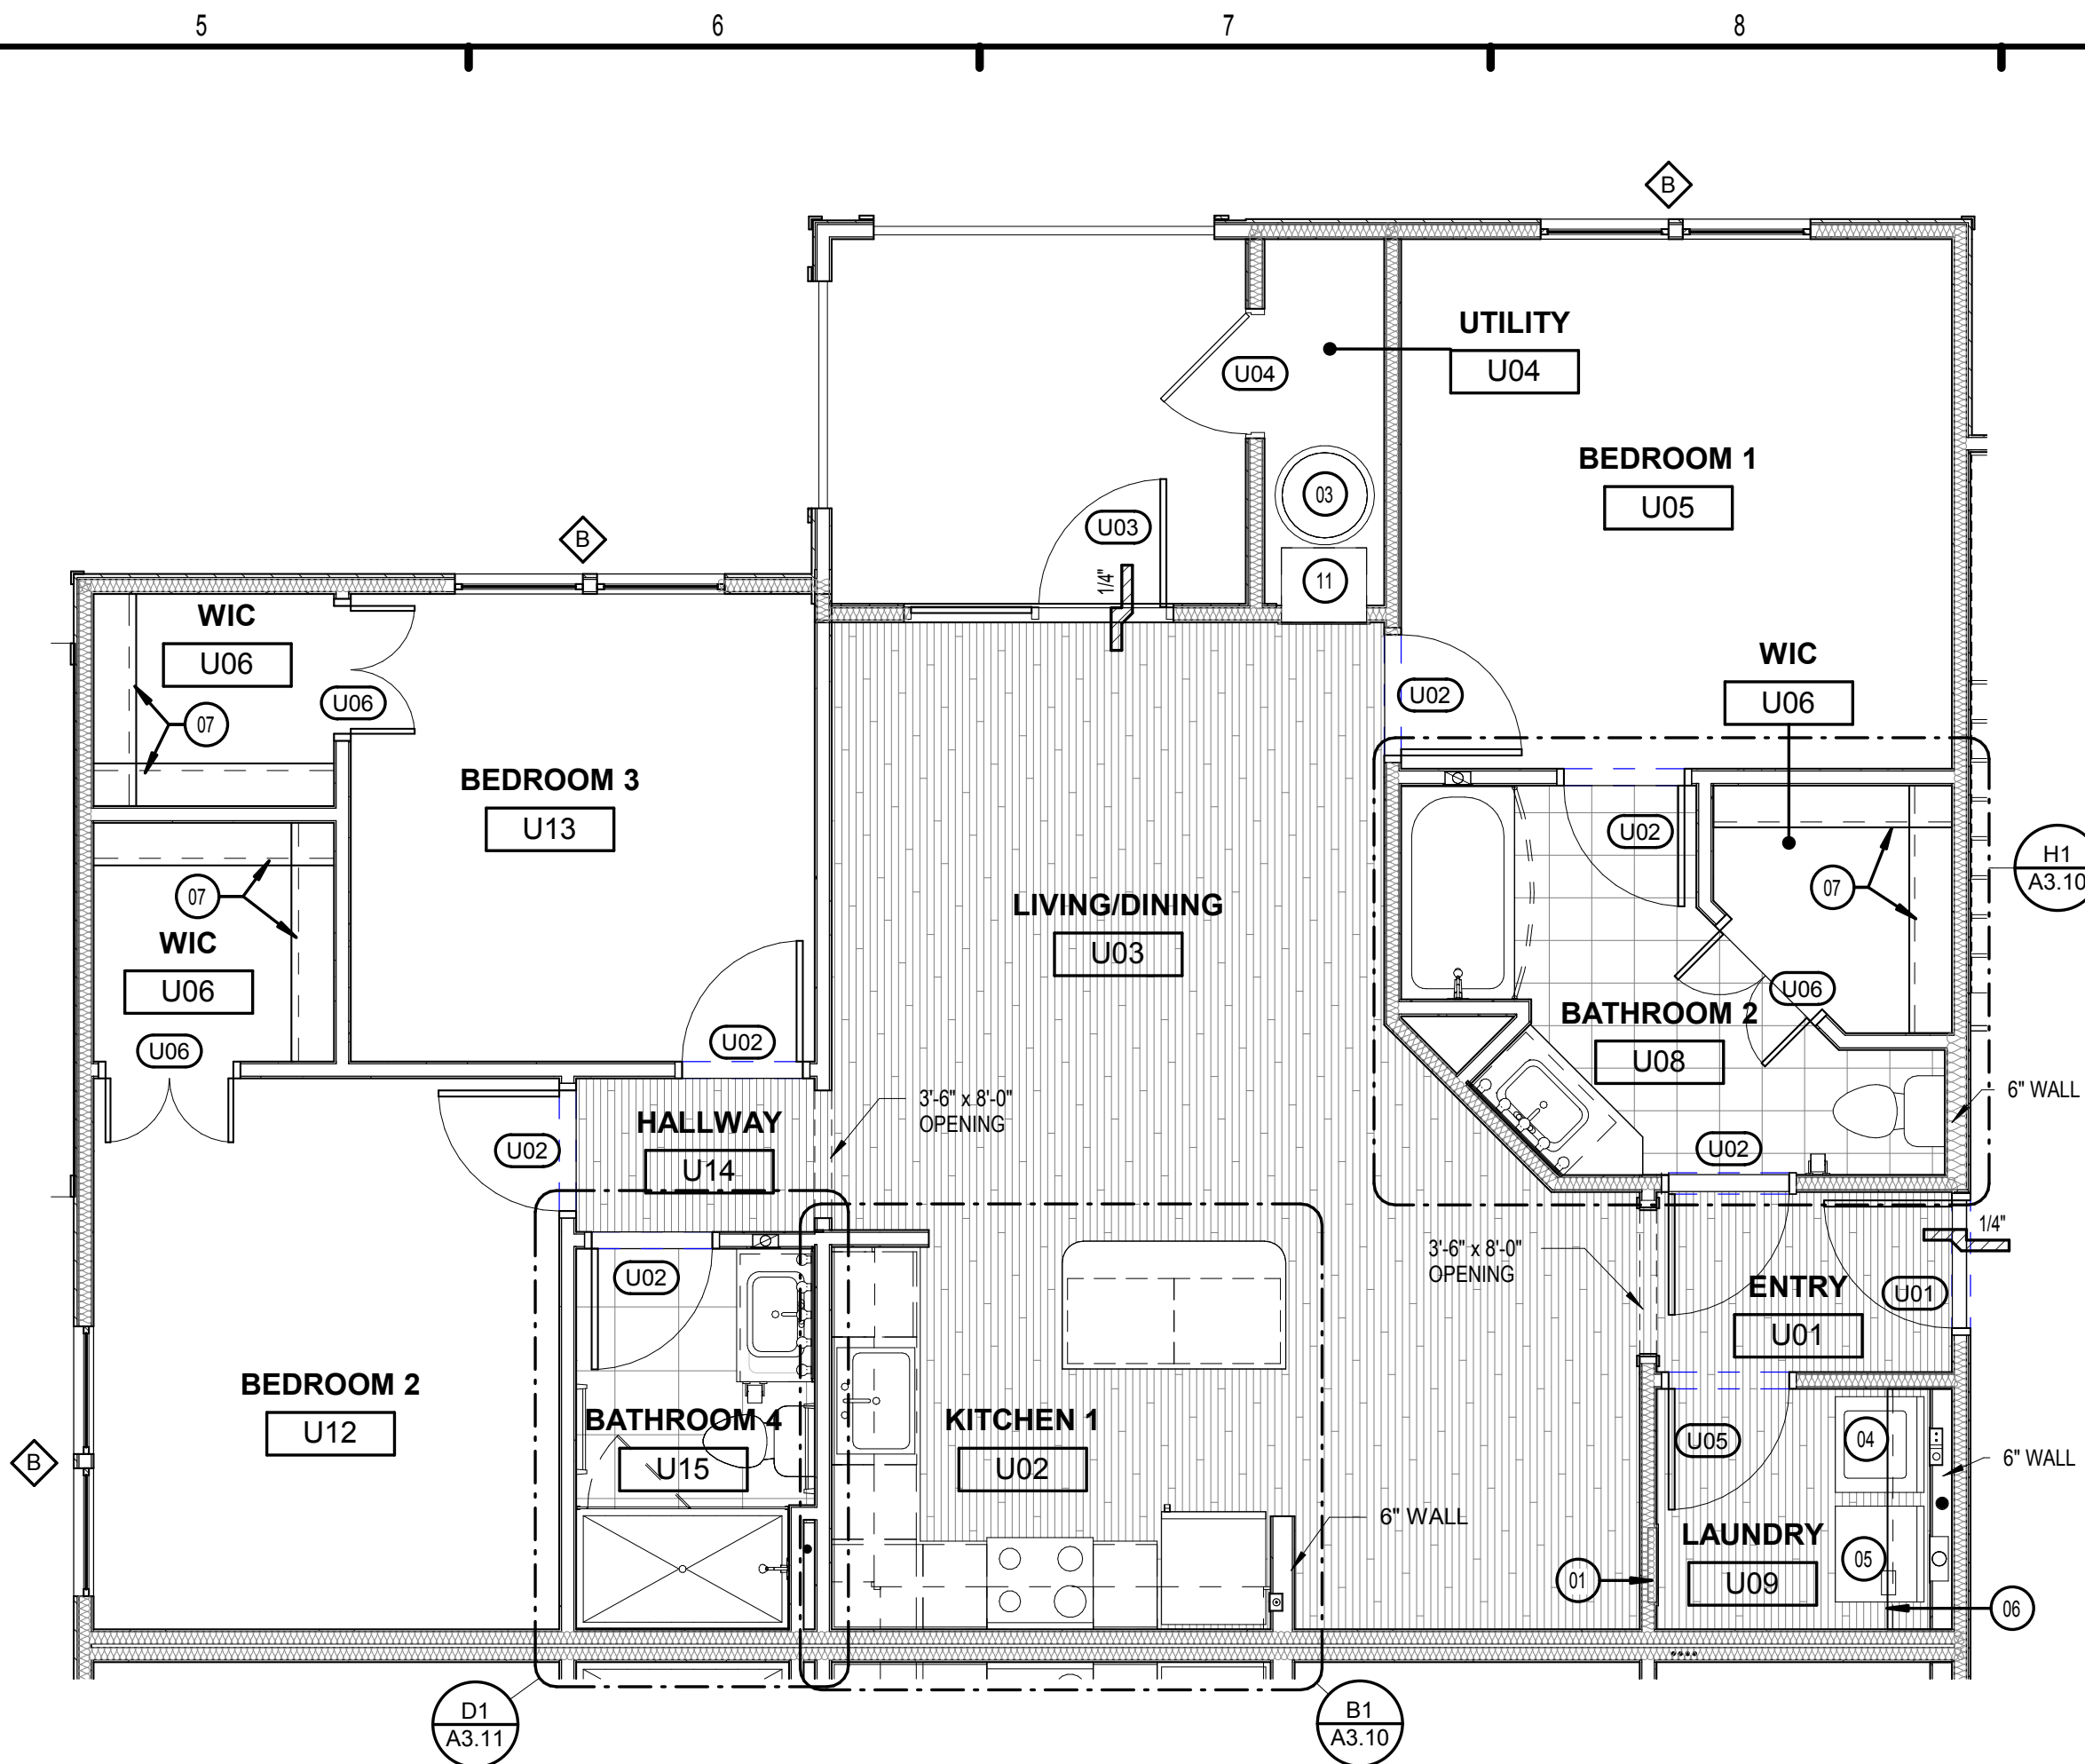 5
6
7
8
B
UTILITY
U04
U04
BEDROOM 1
U05
03
U03
B
1/4"
11
WIC
U06
U06
07
WIC
U06
U02
BEDROOM 3
U13
U02
07
H1
A3.10
07
WIC
U06
LIVING/DINING
U03
U06
BATHROOM 2
U08
U06
U02
6" WALL
3'-6" x 8'-0"
OPENING
HALLWAY
U14
U02
U02
1/4"
3'-6" x 8'-0"
OPENING
U02
ENTRY
U01
U01
BEDROOM 2
U12
BATHROOM 4
U15
KITCHEN 1
U02
U05
04
B
6" WALL
6" WALL
LAUNDRY
U09
05
01
06
D1
A3.11
B1
A3.10